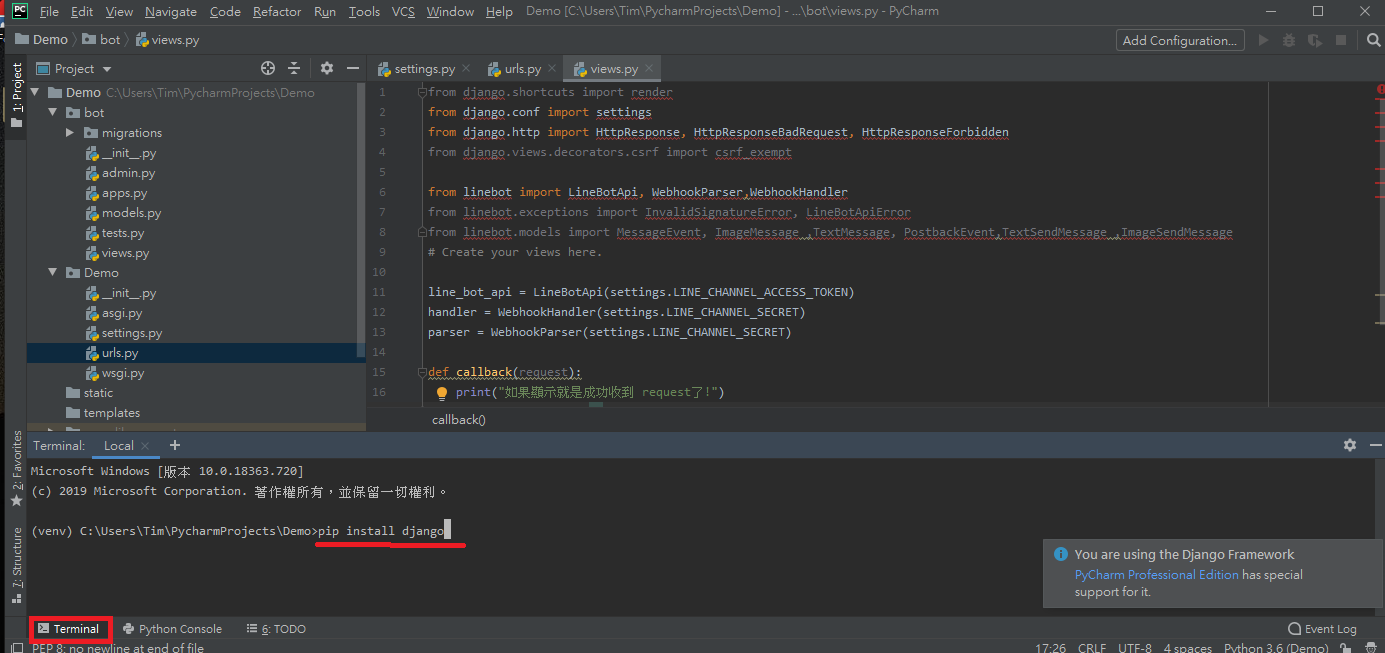 PC File Edit View Navigate Code Refactor Run Tools VCS Window Help Demo [C:\Users\Tim\PycharmProjects\Demo] - ...\bot\views.py - PyCharm
Demo bot views.py Add Configuration...
1: Project
Project
settings.py urls.py views.py
Demo C:\Users\Tim\PycharmProjects\Demo
bot
migrations
__init__.py
admin.py
apps.py
models.py
tests.py
views.py
Demo
__init__.py
asgi.py
settings.py
urls.py
wsgi.py
static
templates
1 from django.shortcuts import render
2 from django.conf import settings
3 from django.http import HttpResponse, HttpResponseBadRequest, HttpResponseForbidden
4 from django.views.decorators.csrf import csrf_exempt
5
6 from linebot import LineBotApi, WebhookParser,WebhookHandler
7 from linebot.exceptions import InvalidSignatureError, LineBotApiError
8 from linebot.models import MessageEvent, ImageMessage ,TextMessage, PostbackEvent,TextSendMessage ,ImageSendMessage
9 # Create your views here.
10
11 line_bot_api = LineBotApi(settings.LINE_CHANNEL_ACCESS_TOKEN)
12 handler = WebhookHandler(settings.LINE_CHANNEL_SECRET)
13 parser = WebhookParser(settings.LINE_CHANNEL_SECRET)
14
15 def callback(request):
16 print("如果顯示就是成功收到 request了!")
callback()
2: Favorites
7: Structure
Terminal: Local +
Microsoft Windows [版本 10.0.18363.720]
(c) 2019 Microsoft Corporation. 著作權所有，並保留一切權利。
(venv) C:\Users\Tim\PycharmProjects\Demo>pip install django
You are using the Django Framework
PyCharm Professional Edition has special
support for it.
Terminal Python Console 6: TODO Event Log
PEP 8: no newline at end of file 17:26 CRLF UTF-8 4 spaces Python 3.6 (Demo)